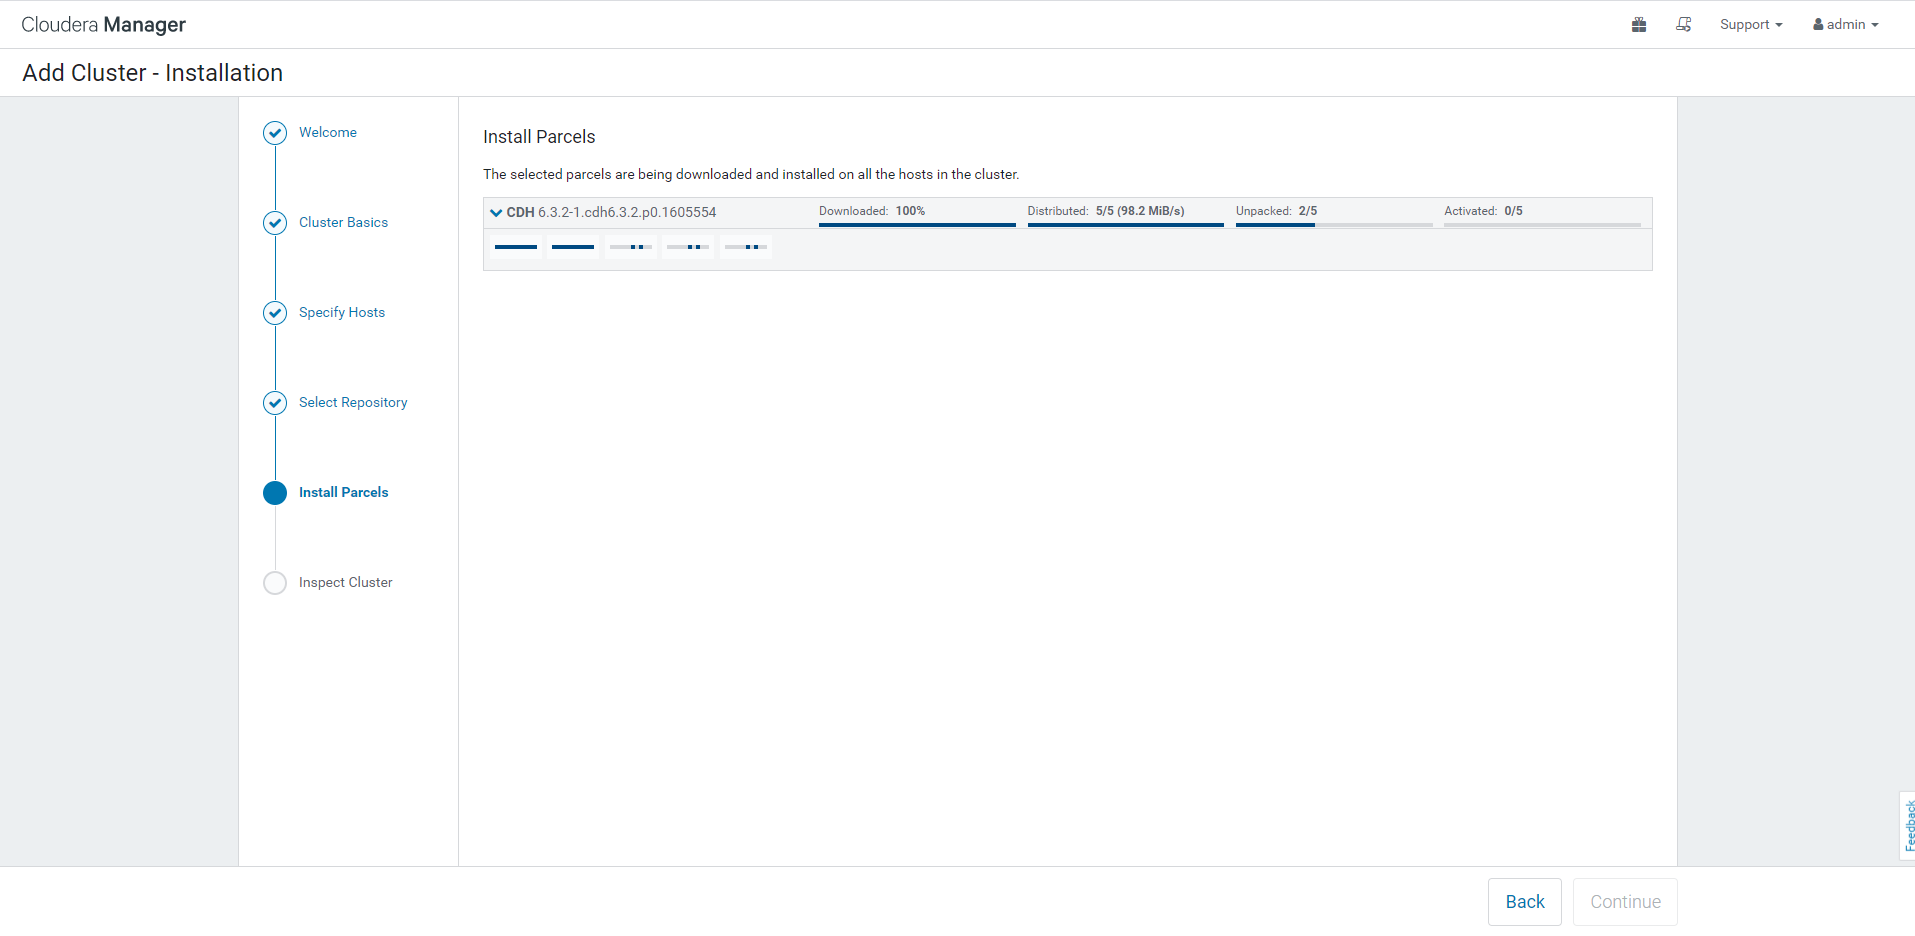 Cloudera Manager
Support
admin
Add Cluster - Installation
Welcome
Cluster Basics
Specify Hosts
Select Repository
Install Parcels
Inspect Cluster
Install Parcels
The selected parcels are being downloaded and installed on all the hosts in the cluster.
CDH 6.3.2-1.cdh6.3.2.p0.1605554
Downloaded: 100%
Distributed: 5/5 (98.2 MiB/s)
Unpacked: 2/5
Activated: 0/5
Feedback
Back
Continue